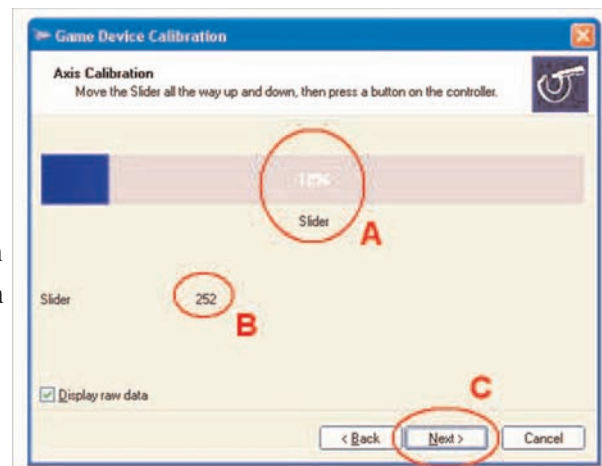 Game Device Calibration
Axis Calibration
Move the Slider all the way up and down, then press a button on the controller.
Slider
A
Slider
252
B
Display raw data
C
< Back
Next >
Cancel